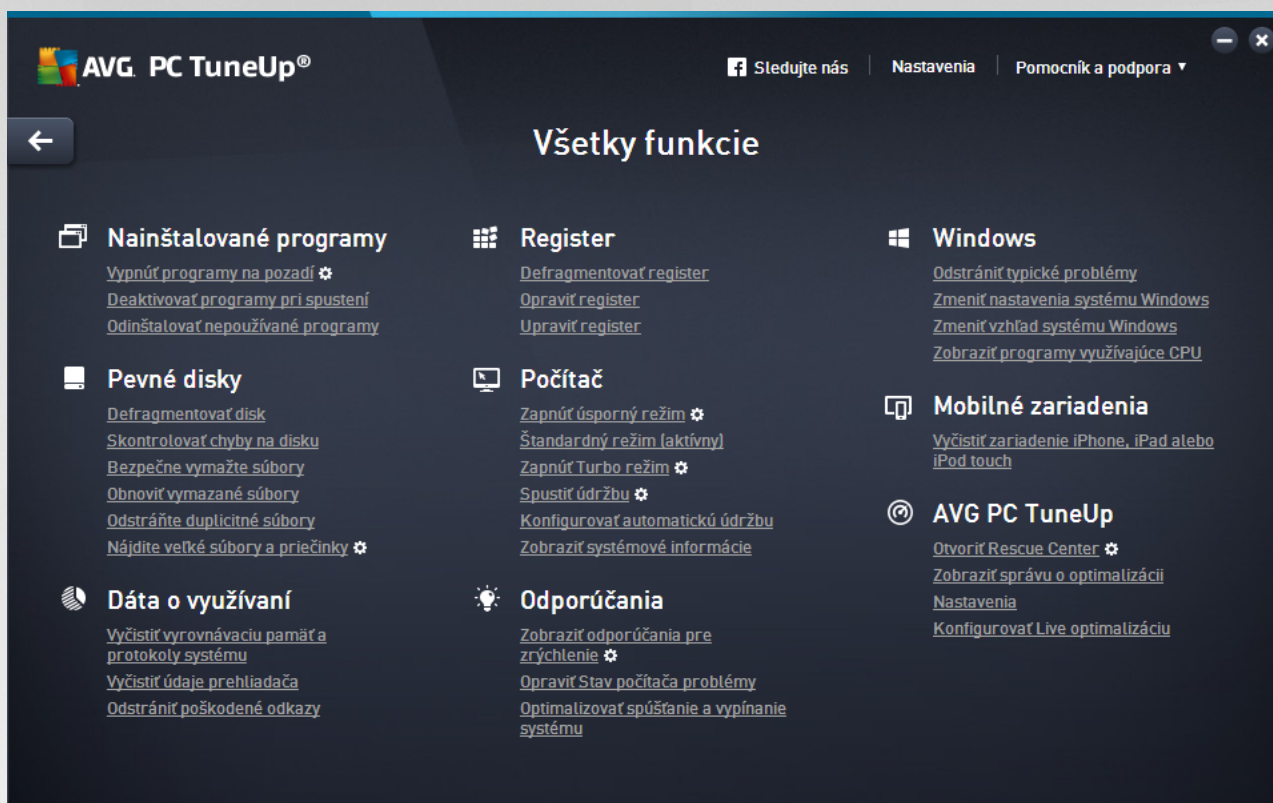 AVG. PC TuneUp®
Sledujte nás
Nastavenia
Pomocník a podpora
Všetky funkcie
Nainštalované programy
Vypnúť programy na pozadí
Deaktivovať programy pri spustení
Odinštalovať nepoužívané programy
Pevné disky
Defragmentovať disk
Skontrolovať chyby na disku
Bezpečne vymažte súbory
Obnoviť vymazané súbory
Odstráňte duplicitné súbory
Nájdite veľké súbory a priečinky
Dáta o využívaní
Vyčistiť vyrovnávaciu pamäť a
protokoly systému
Vyčistiť údaje prehliadača
Odstrániť poškodené odkazy
Register
Defragmentovať register
Opraviť register
Upraviť register
Počítač
Zapnúť úsporný režim
Štandardný režim (aktívny)
Zapnúť Turbo režim
Spustiť údržbu
Konfigurovať automatickú údržbu
Zobraziť systémové informácie
Odporúčania
Zobraziť odporúčania pre
zrýchlenie
Opraviť Stav počítača problémy
Optimalizovať spúšťanie a vypínanie
systému
Windows
Odstrániť typické problémy
Zmeniť nastavenia systému Windows
Zmeniť vzhľad systému Windows
Zobraziť programy využívajúce CPU
Mobilné zariadenia
Vyčistiť zariadenie iPhone, iPad alebo
iPod touch
AVG PC TuneUp
Otvoriť Rescue Center
Zobraziť správu o optimalizácii
Nastavenia
Konfigurovať Live optimalizáciu